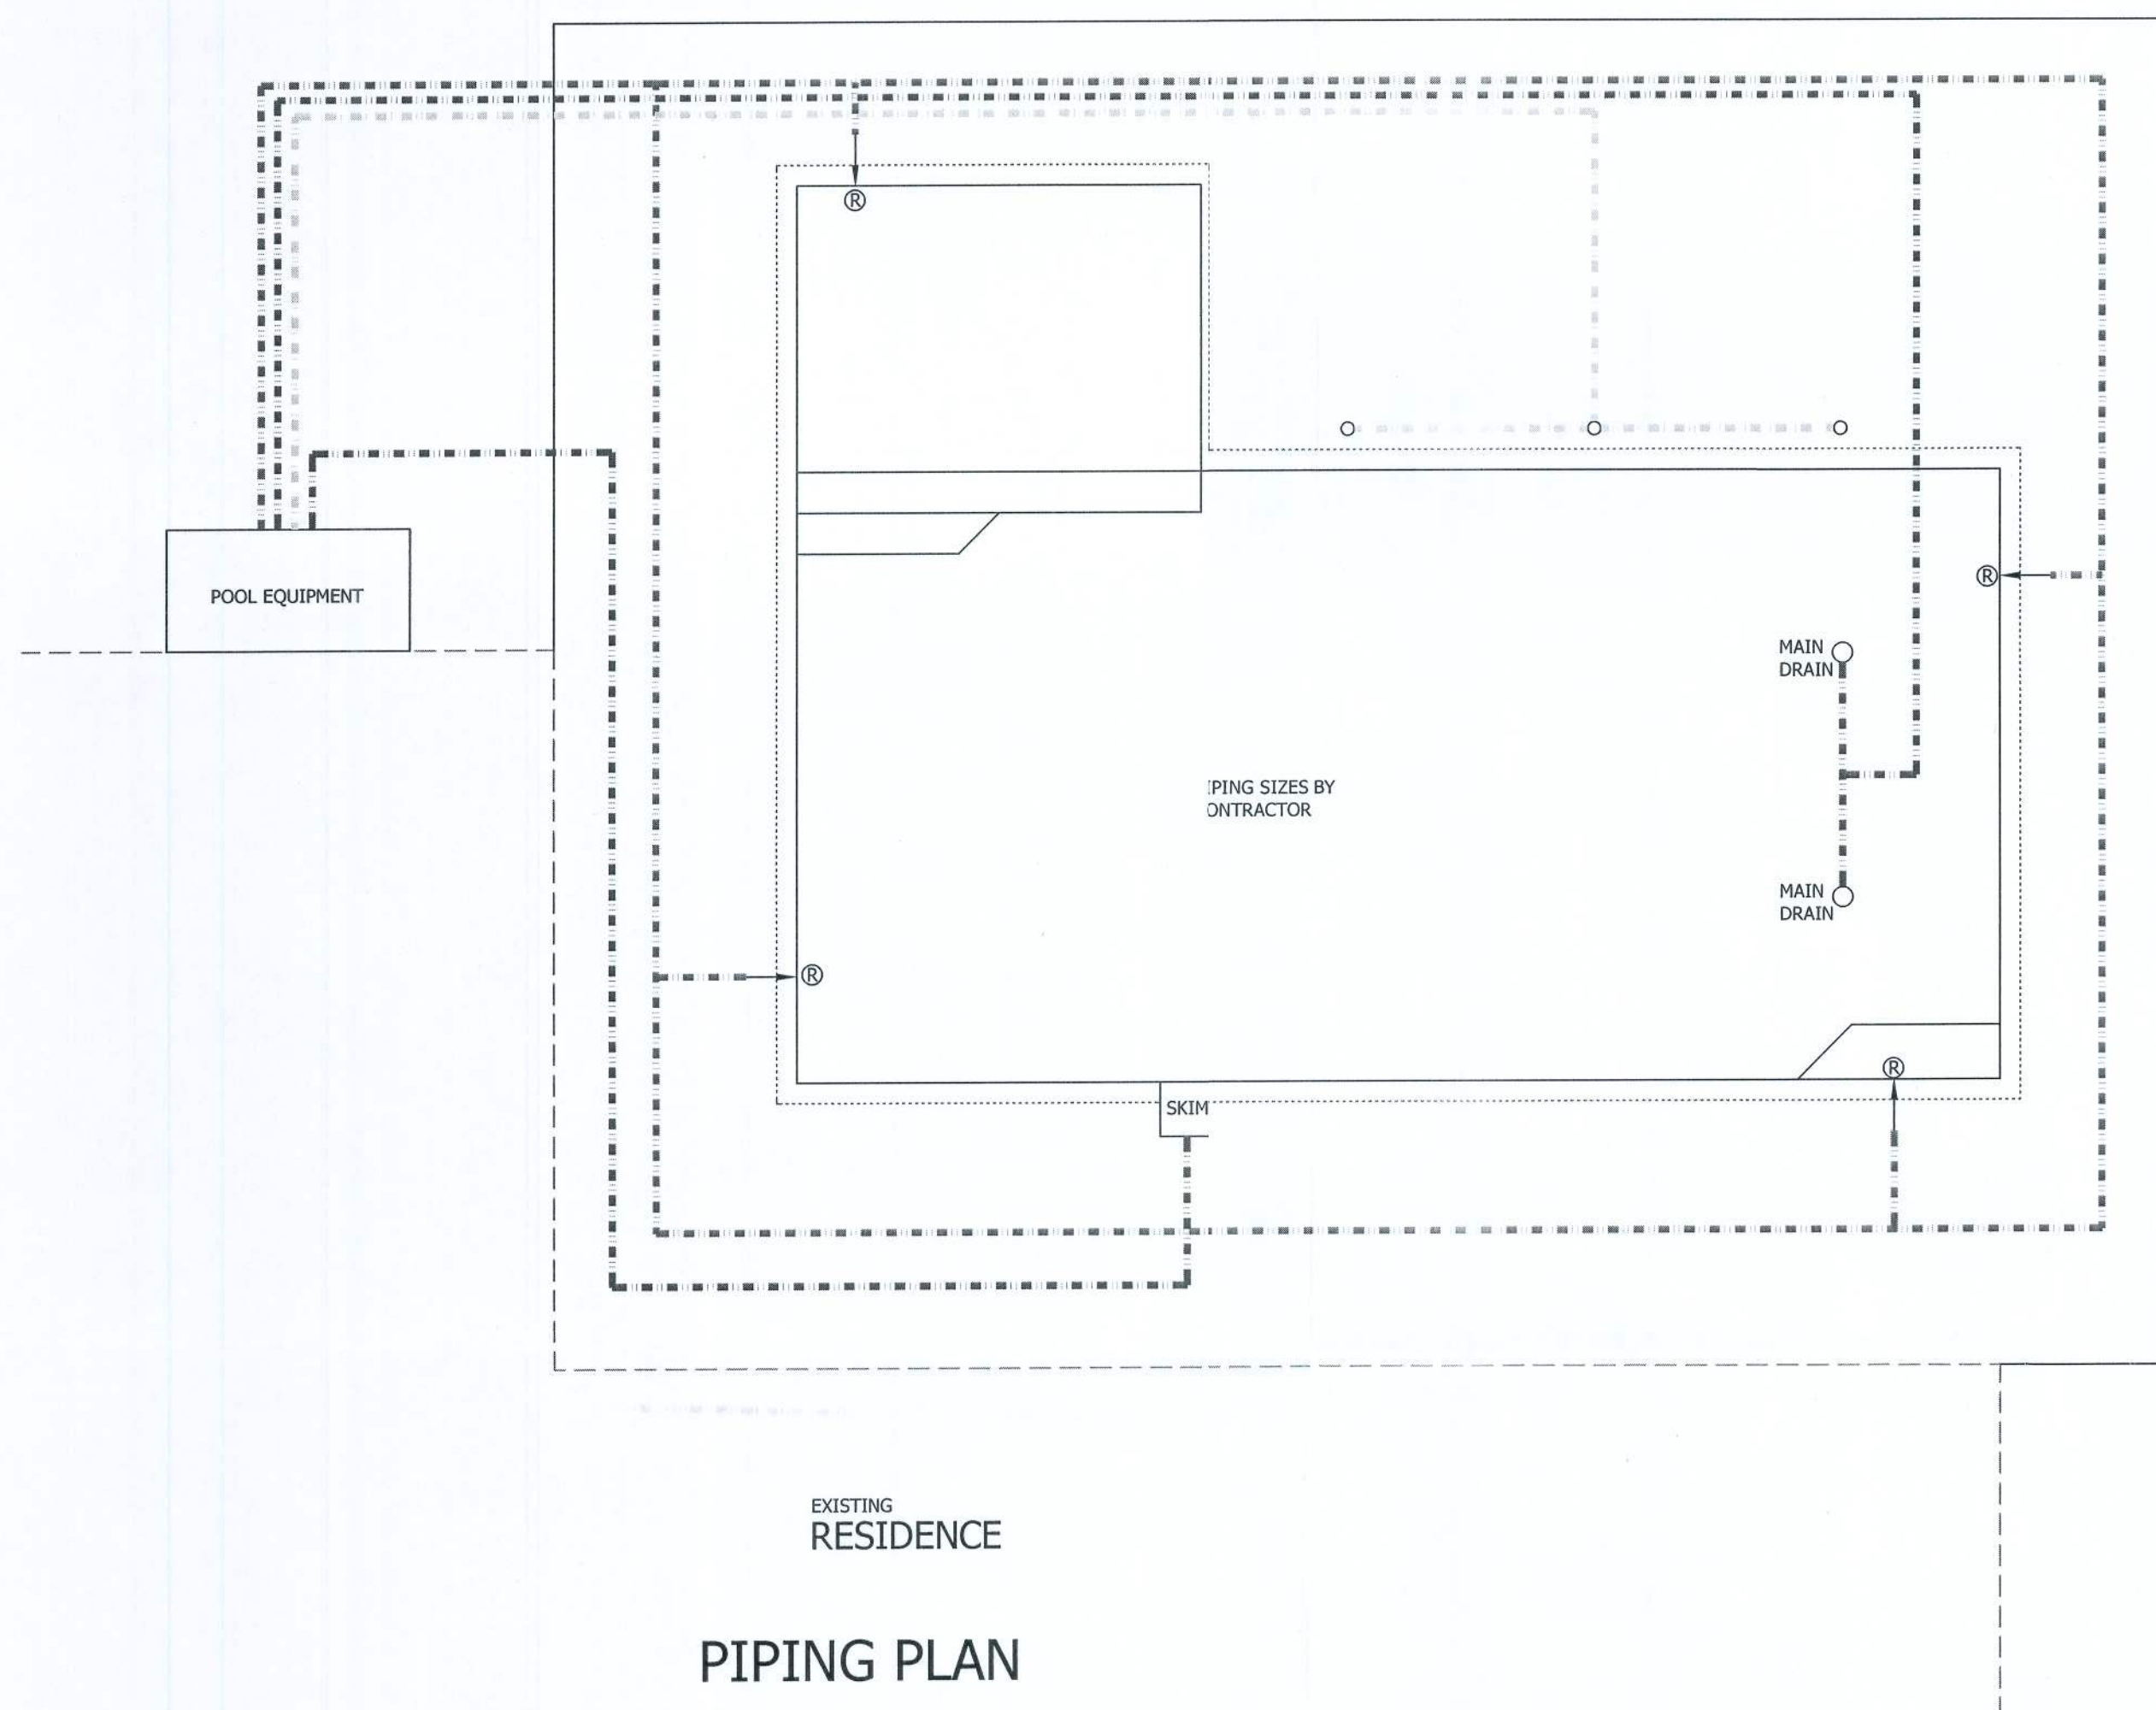 Ⓡ
POOL EQUIPMENT
Ⓡ
MAIN
DRAIN
IPING SIZES BY
ONTRACTOR
MAIN
DRAIN
Ⓡ
Ⓡ
SKIM
EXISTING
RESIDENCE
PIPING PLAN